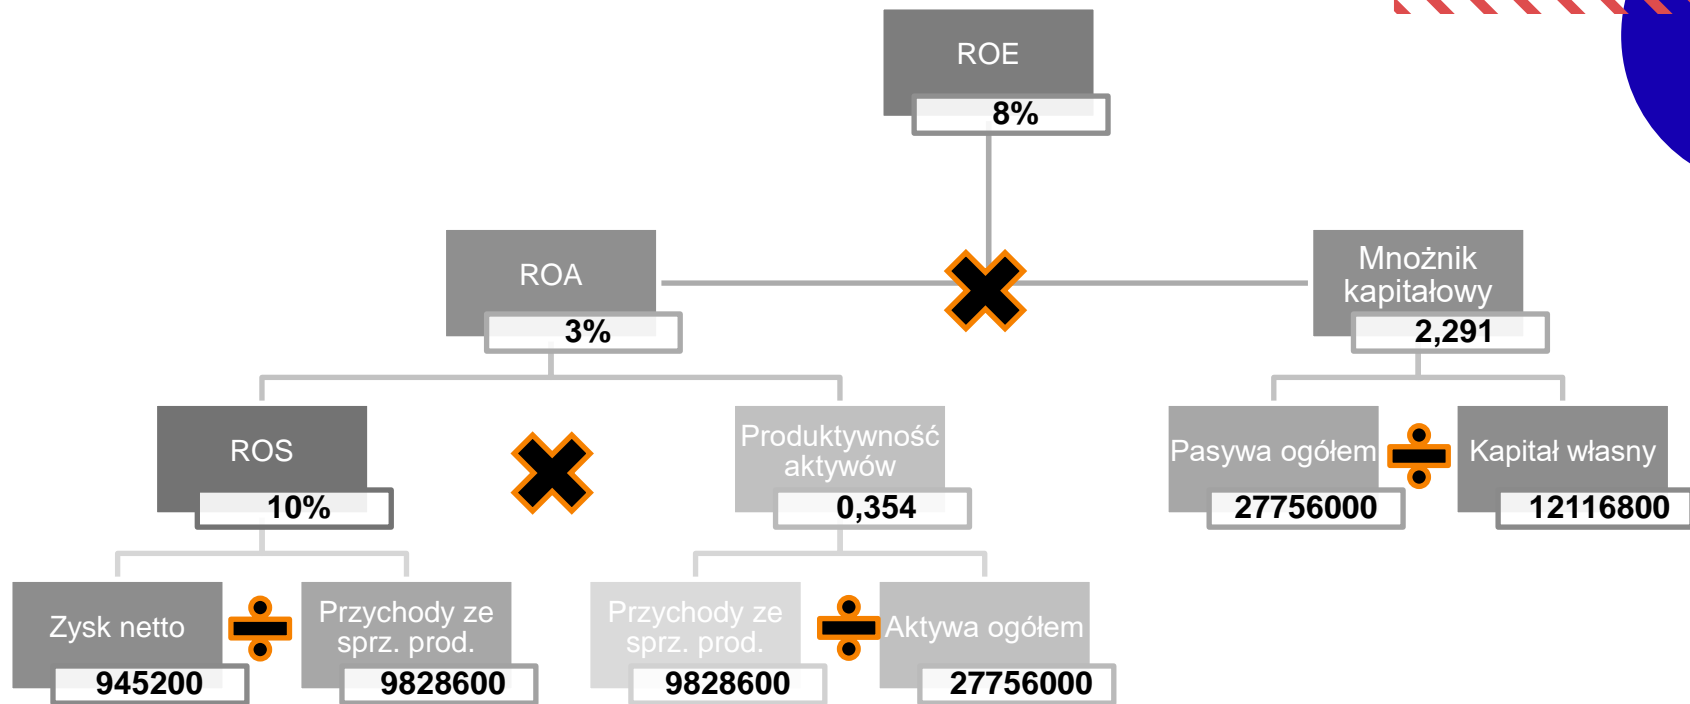 ROE
8%
ROA
3%
Mnożnik
kapitałowy
2,291
ROS
10%
Produktywność
aktywów
0,354
Pasywa ogółem
27756000
Kapitał własny
12116800
Zysk netto
945200
Przychody ze
sprz. prod.
9828600
Przychody ze
sprz. prod.
9828600
Aktywa ogółem
27756000